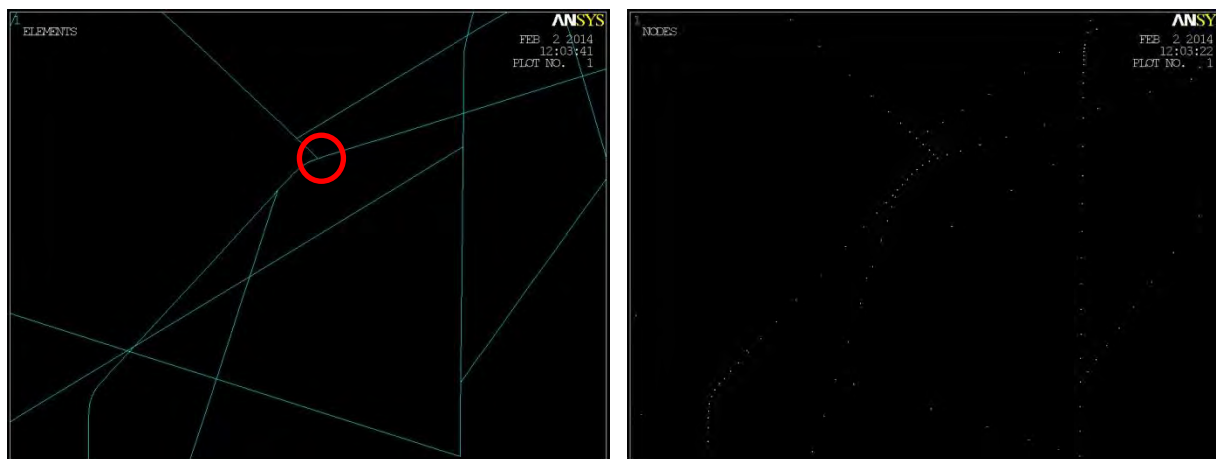 1
ANSYS
ELEMENTS
FEB 2 2014
12:03:41
PLOT NO. 1
1
ANSY
NODES
FEB 2 2014
12:03:22
PLOT NO. 1